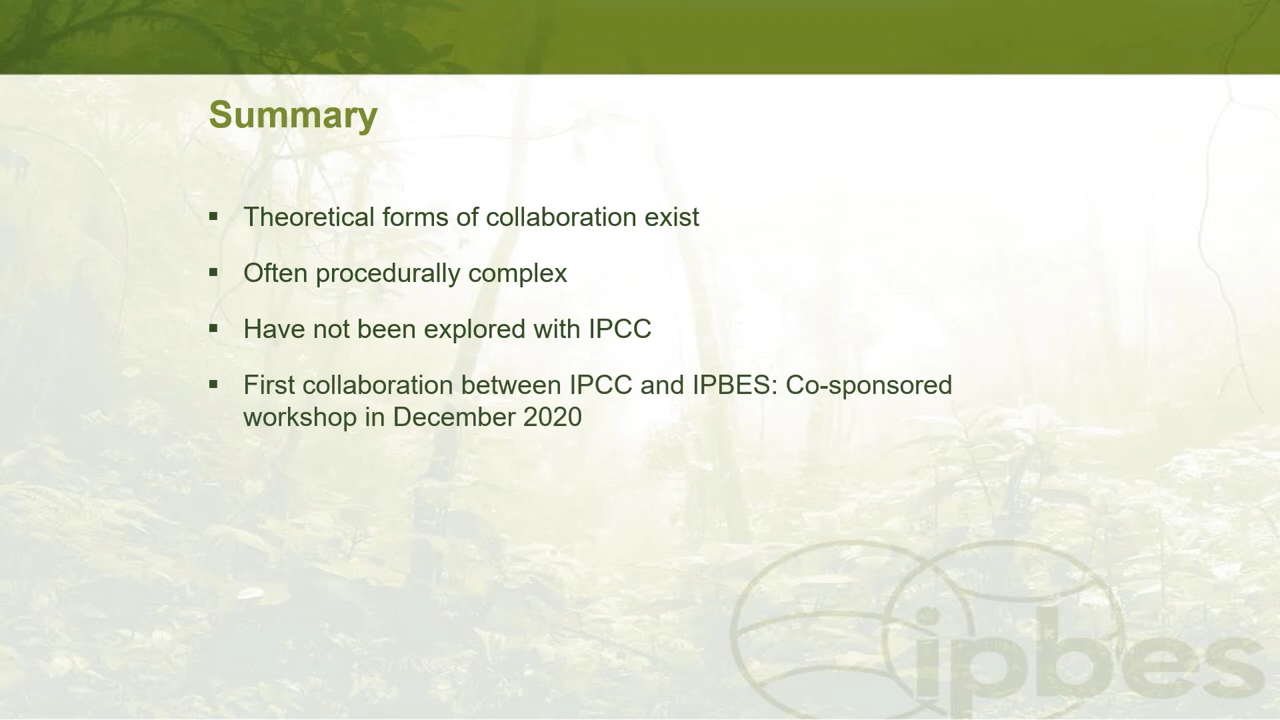 Summary
▪ Theoretical forms of collaboration exist
▪ Often procedurally complex
▪ Have not been explored with IPCC
▪ First collaboration between IPCC and IPBES: Co-sponsored
workshop in December 2020
ipbes